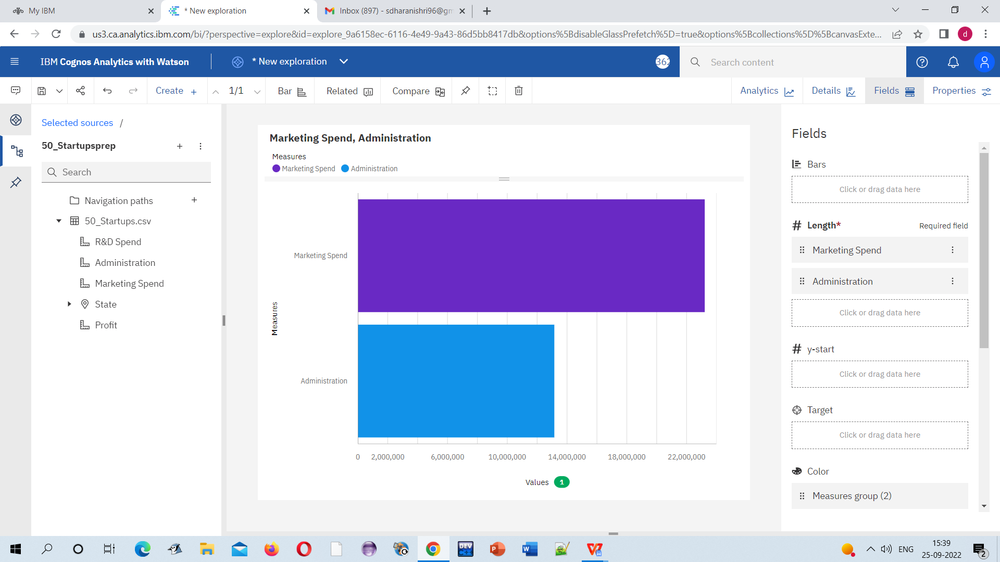 My IBM
* New exploration
Inbox (897) - sdharanishri96@gm
us3.ca.analytics.ibm.com/bi/?perspective=explore&id=explore_9a6158ec-6116-4e49-9a43-86d5bb8417db&options%5BdisableGlassPrefetch%5D=true&options%5Bcollections%5D%5BcanvasExte...
d
IBM Cognos Analytics with Watson
* New exploration
362
Search content
Create
1/1
Bar
Related
Compare
Analytics
Details
Fields
Properties
Selected sources /
50_Startupsprep
Search
Navigation paths
50_Startups.csv
R&D Spend
Administration
Marketing Spend
State
Profit
Marketing Spend, Administration
Measures
Marketing Spend
Administration
Marketing Spend
Administration
Measures
0
2,000,000
6,000,000
10,000,000
14,000,000
18,000,000
22,000,000
Values 1
Fields
Bars
Click or drag data here
Length*
Required field
Marketing Spend
Administration
Click or drag data here
y-start
Click or drag data here
Target
Click or drag data here
Color
Measures group (2)
DEV
C++
P
W
ENG
15:39
25-09-2022
2